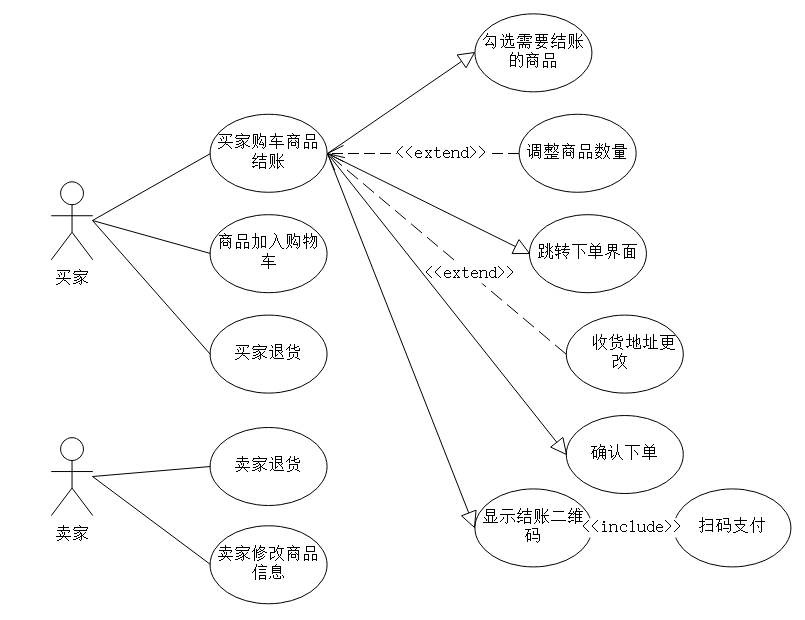 勾选需要结账
的商品
买家购车商品
结账
<<extend>>
调整商品数量
商品加入购物
车
跳转下单界面
<<extend>>
买家
买家退货
收货地址更
改
确认下单
卖家退货
卖家
显示结账二维
码
<<include>>
扫码支付
卖家修改商品
信息